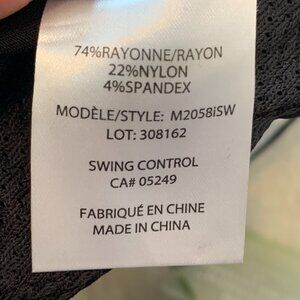 74%RAYONNE/RAYON
22%NYLON
4%SPANDEX
MODÈLE/STYLE: M2058iSW
LOT: 308162
SWING CONTROL
CA# 05249
FABRIQUÉ EN CHINE
MADE IN CHINA